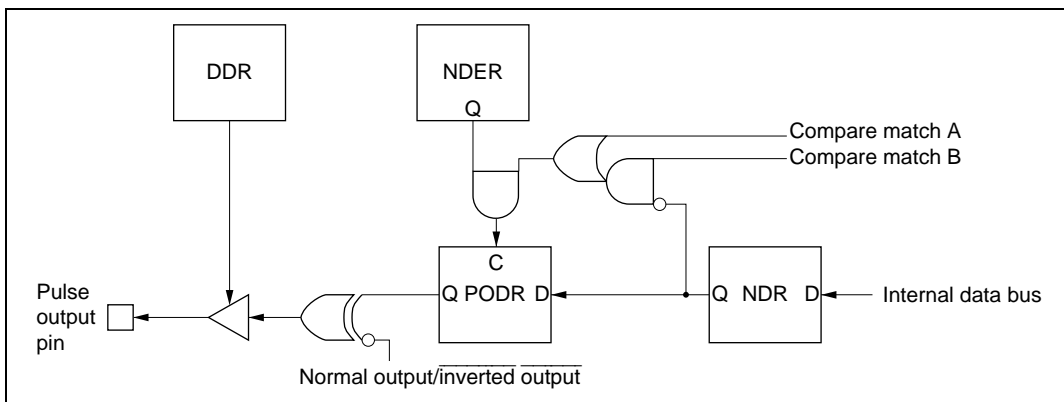 DDR
NDER
Q
Compare match A
Compare match B
C
Q PODR D
Q NDR D
Internal data bus
Pulse
output
pin
Normal output/inverted output